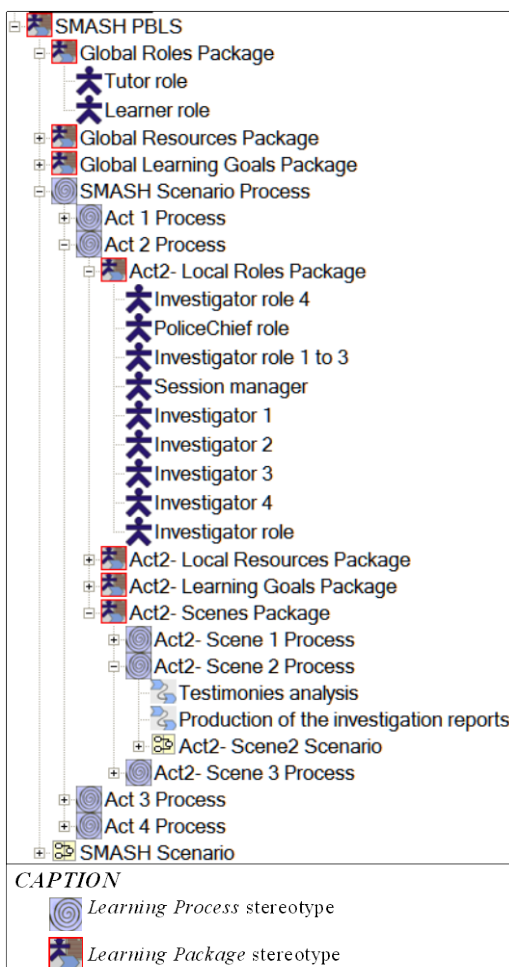 SMASH PBLS
Global Roles Package
Tutor role
Learner role
Global Resources Package
Global Learning Goals Package
SMASH Scenario Process
Act 1 Process
Act 2 Process
Act2- Local Roles Package
Investigator role 4
PoliceChief role
Investigator role 1 to 3
Session manager
Investigator 1
Investigator 2
Investigator 3
Investigator 4
Investigator role
Act2- Local Resources Package
Act2- Learning Goals Package
Act2- Scenes Package
Act2- Scene 1 Process
Act2- Scene 2 Process
Testimonies analysis
Production of the investigation reports
Act2- Scene2 Scenario
Act2- Scene 3 Process
Act 3 Process
Act 4 Process
SMASH Scenario
CAPTION
Learning Process stereotype
Learning Package stereotype